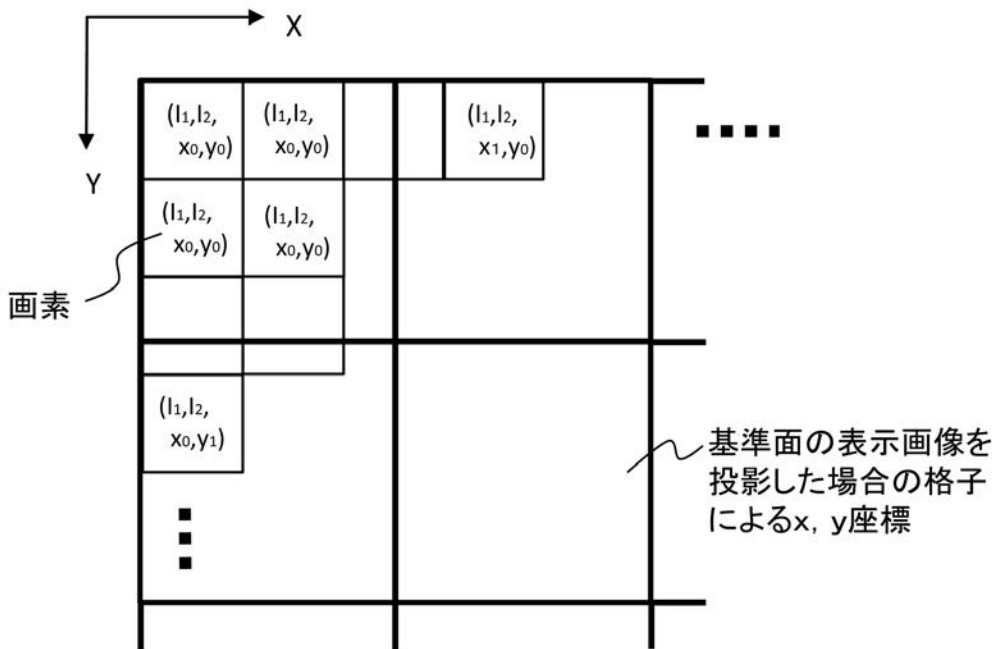 X
Y
(l₁,l₂,
x₀,y₀)
(l₁,l₂,
x₀,y₀)
(l₁,l₂,
x₁,y₀)
(l₁,l₂,
x₀,y₀)
(l₁,l₂,
x₀,y₀)
画素
(l₁,l₂,
x₀,y₁)
基準面の表示画像を
投影した場合の格子
によるx, y座標